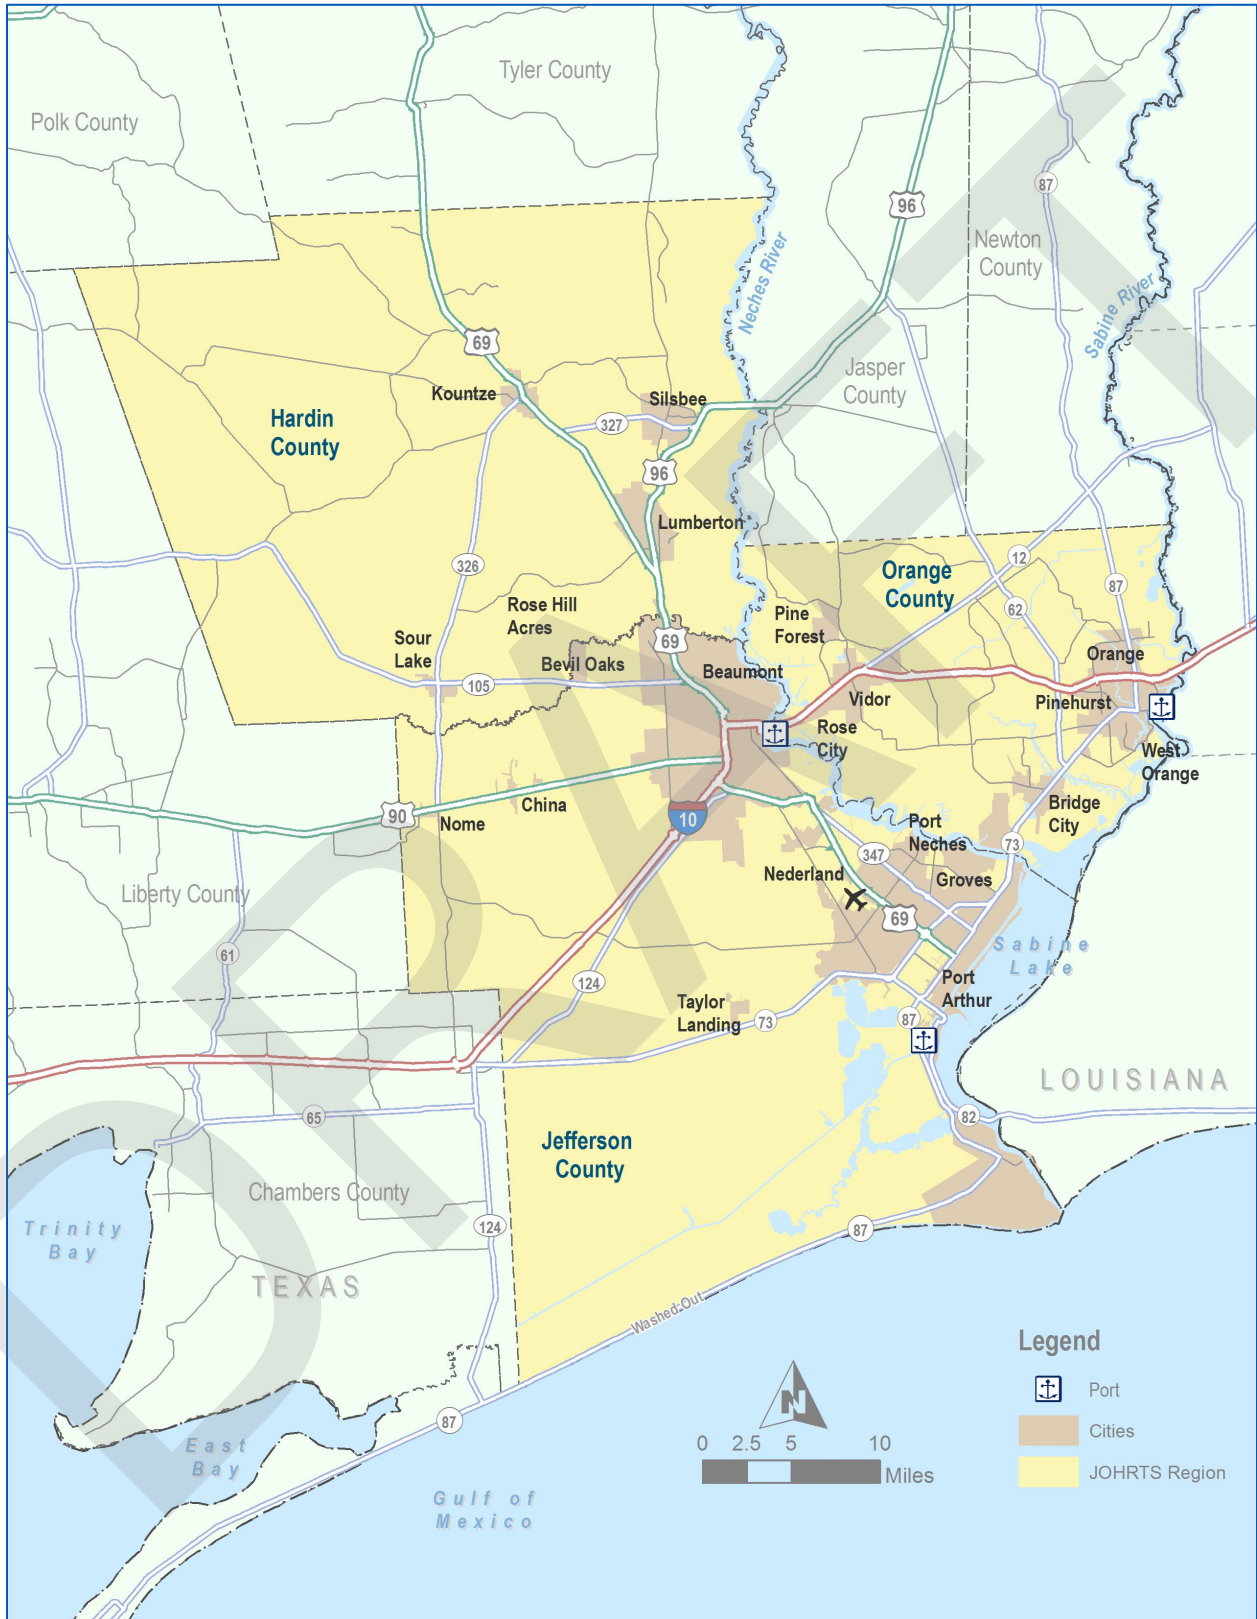 Tyler County
Polk County
87
96
Newton
County
Neches River
Sabine River
69
Jasper
County
Kountze
Silsbee
Hardin
County
327
96
Lumberton
12
Orange
County
326
87
62
Rose Hill
Acres
Pine
Forest
Sour
Lake
69
Bevil Oaks
Beaumont
Orange
105
Vidor
Pinehurst
Rose
City
West
Orange
China
Bridge
City
90
Nome
10
Port
Neches
73
347
Nederland
Groves
Liberty County
69
61
Sabine
Lake
124
Port
Arthur
Taylor
Landing
73
87
LOUISIANA
65
82
Jefferson
County
Chambers County
Trinity
Bay
124
87
TEXAS
Washed Out
Legend
Port
N
87
Cities
East
Bay
0 2.5 5 10
Miles
JOHRTS Region
Gulf of
Mexico
DRAFT